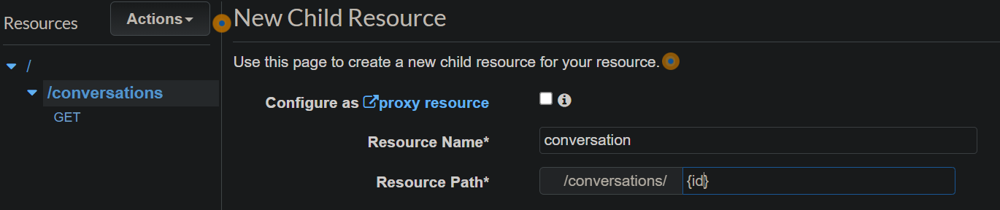 Resources
Actions
New Child Resource
Use this page to create a new child resource for your resource.
/
/conversations
GET
Configure as proxy resource
Resource Name*
conversation
Resource Path*
/conversations/
{id}